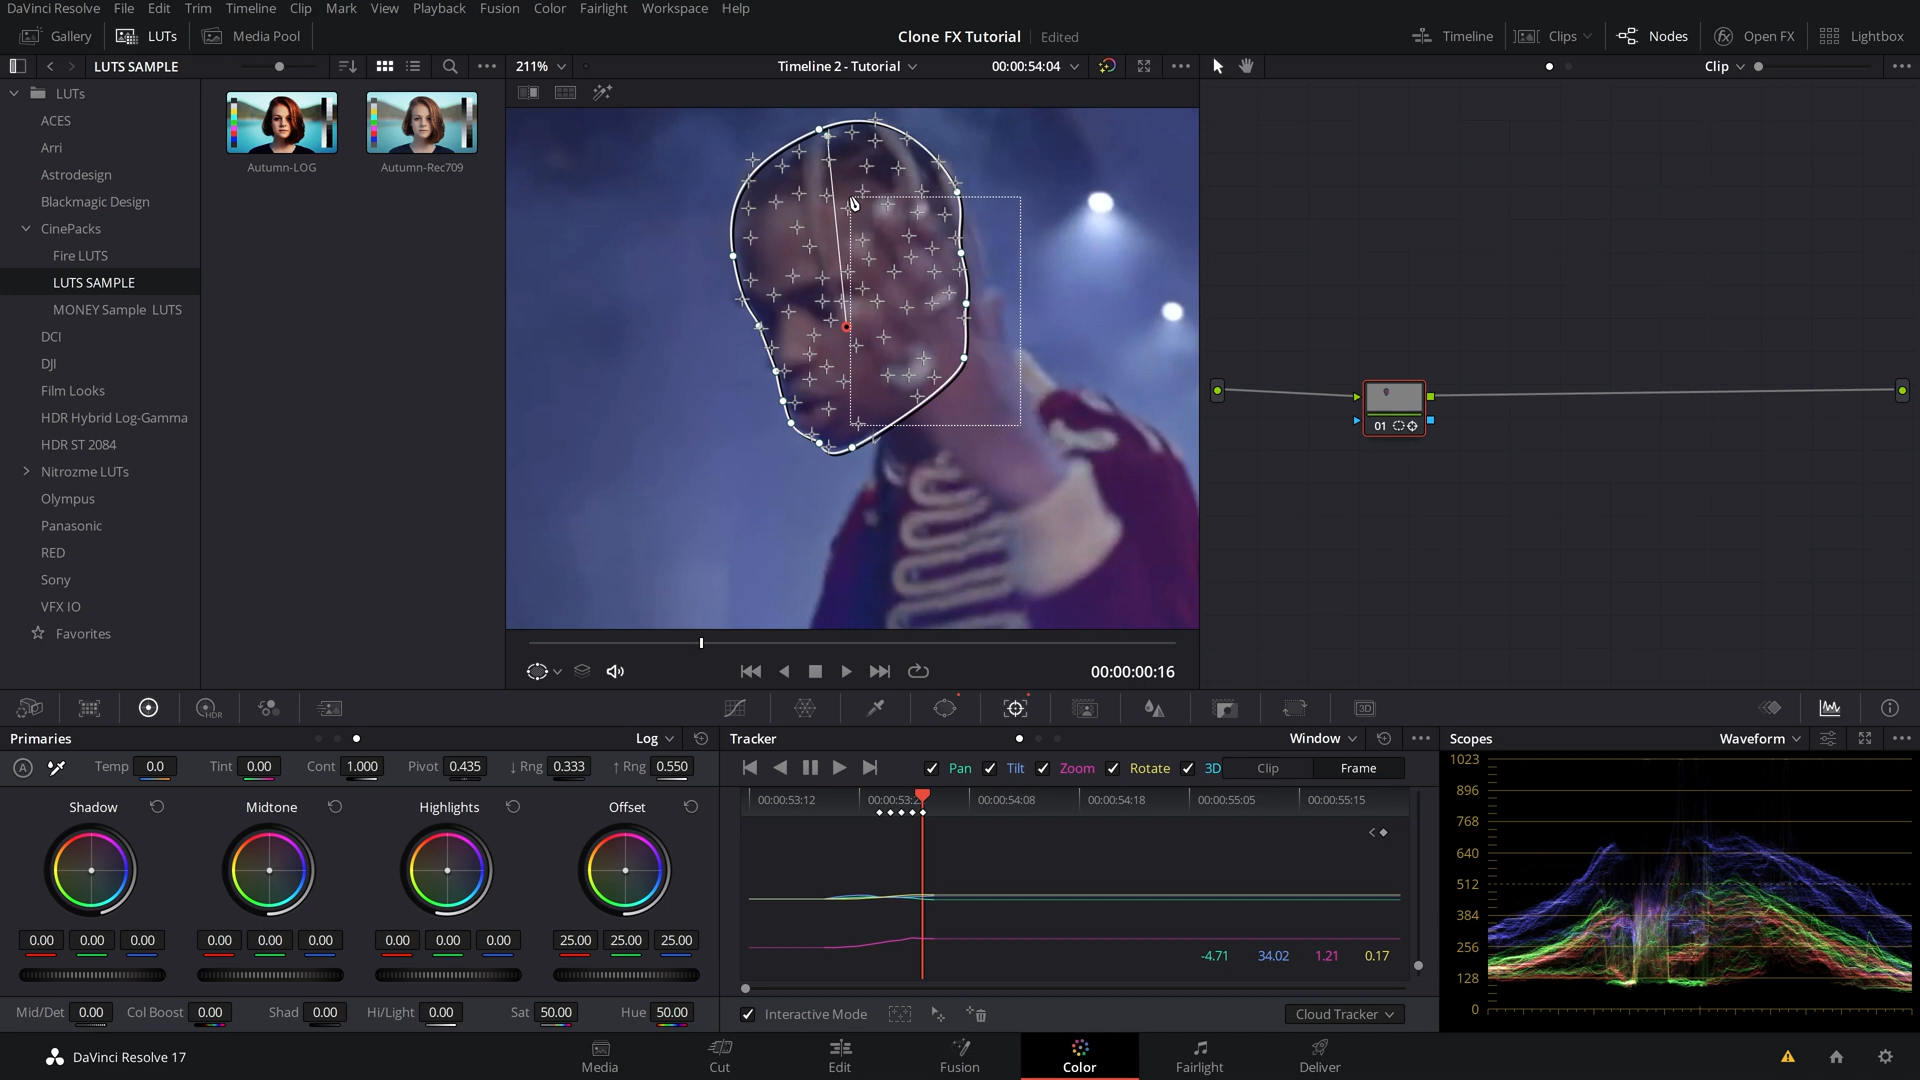 DaVinci Resolve File Edit Trim Timeline Clip Mark View Playback Fusion Color Fairlight Workspace Help
Gallery LUTs Media Pool Clone FX Tutorial Edited Timeline Clips Nodes Open FX Lightbox
LUTS SAMPLE 211% Timeline 2 - Tutorial 00:00:54:04 Clip
LUTs
ACES
Arri
Astrodesign
Blackmagic Design
CinePacks
Fire LUTS
LUTS SAMPLE
MONEY Sample LUTS
DCI
DJI
Film Looks
HDR Hybrid Log-Gamma
HDR ST 2084
Nitrozme LUTs
Olympus
Panasonic
RED
Sony
VFX IO
Favorites
Autumn-LOG Autumn-Rec709
01
00:00:00:16
HDR 3D
Primaries Log
A Temp 0.0 Tint 0.00 Cont 1.000 Pivot 0.435 ↓ Rng 0.333 ↑ Rng 0.550
Shadow Midtone Highlights Offset
0.00 0.00 0.00 0.00 0.00 0.00 0.00 0.00 0.00 25.00 25.00 25.00
Mid/Det 0.00 Col Boost 0.00 Shad 0.00 Hi/Light 0.00 Sat 50.00 Hue 50.00
Tracker Window
Pan Tilt Zoom Rotate 3D Clip Frame
00:00:53:12 00:00:54:08 00:00:54:18 00:00:55:05 00:00:55:15
-4.71 34.02 1.21 0.17
Interactive Mode Cloud Tracker
Scopes Waveform
1023
896
768
640
512
384
256
128
0
DaVinci Resolve 17 Media Cut Edit Fusion Color Fairlight Deliver